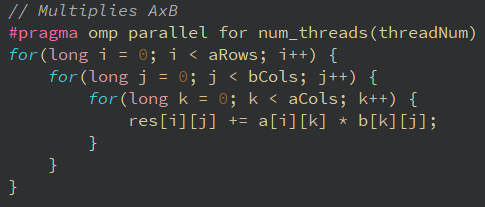 // Multiplies AxB
#pragma omp parallel for num_threads(threadNum)
for(long i = 0; i < aRows; i++) {
    for(long j = 0; j < bCols; j++) {
        for(long k = 0; k < aCols; k++) {
            res[i][j] += a[i][k] * b[k][j];
        }
    }
}